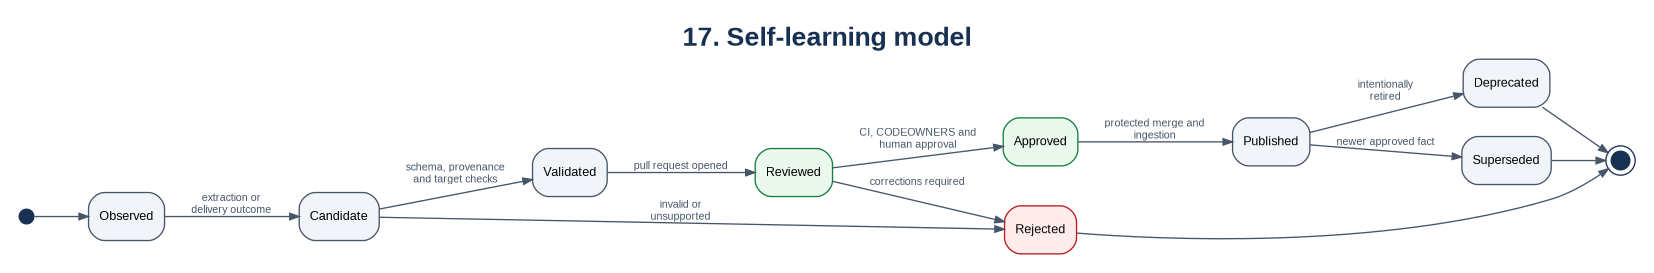 17. Self-learning model
Observed
extraction or
delivery outcome
Candidate
schema, provenance
and target checks
invalid or
unsupported
Validated
pull request opened
Reviewed
CI, CODEOWNERS and
human approval
corrections required
Approved
Rejected
protected merge and
ingestion
Published
intentionally
retired
newer approved fact
Deprecated
Superseded